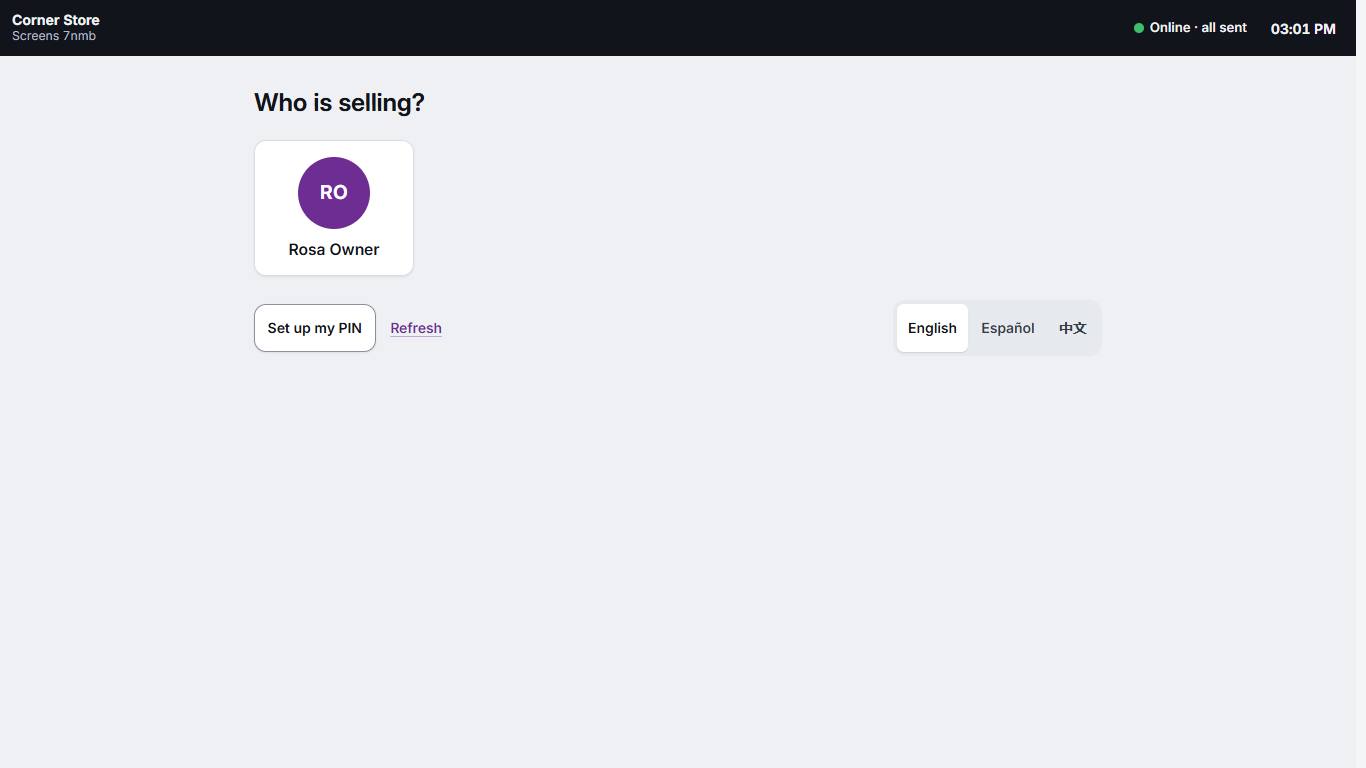 Corner Store
Screens 7nmb
Online · all sent
03:01 PM
Who is selling?
RO
Rosa Owner
Set up my PIN
Refresh
English
Español
中文